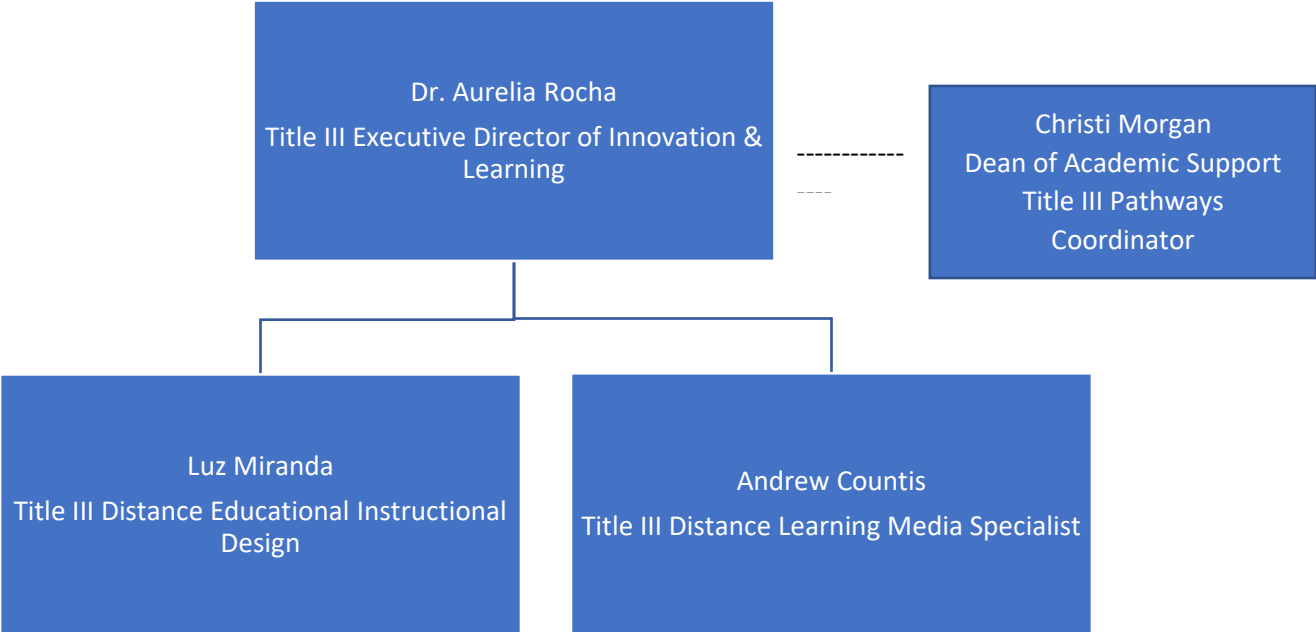 Dr. Aurelia Rocha
Title III Executive Director of Innovation &
Learning
Christi Morgan
Dean of Academic Support
Title III Pathways
Coordinator
Luz Miranda
Title III Distance Educational Instructional
Design
Andrew Countis
Title III Distance Learning Media Specialist